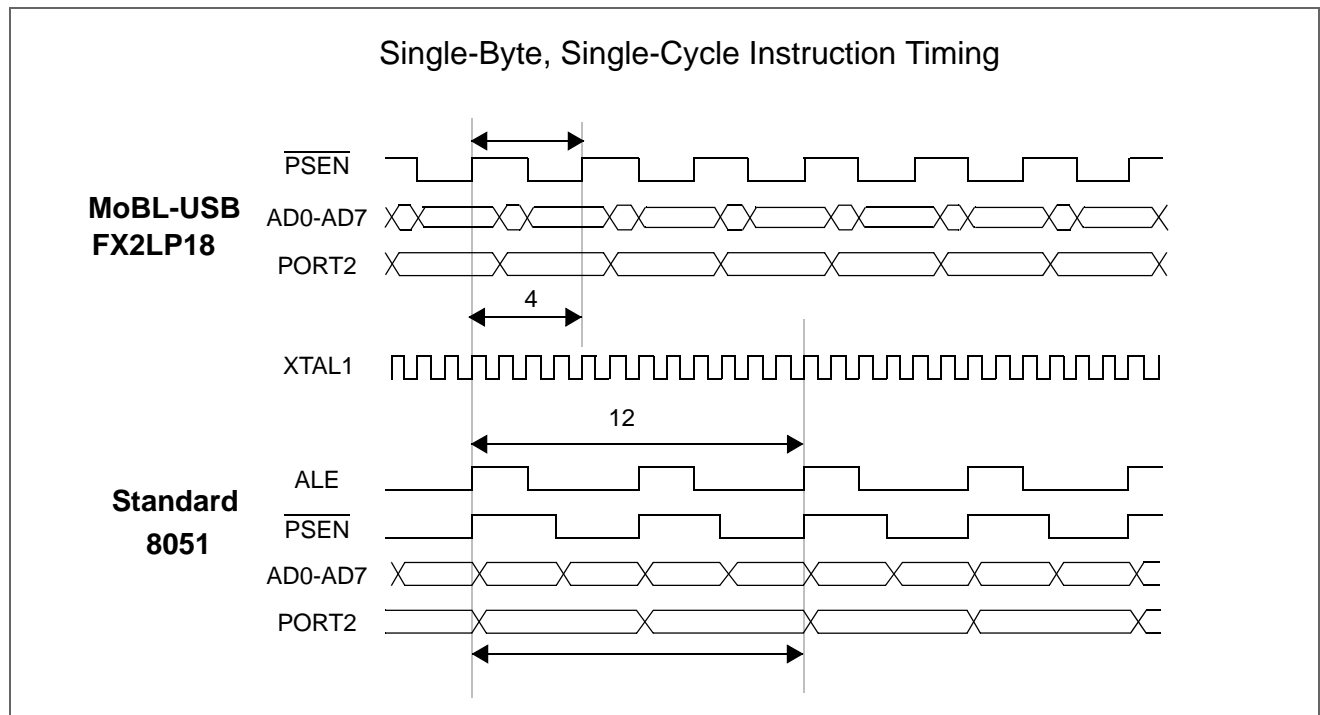 Single-Byte, Single-Cycle Instruction Timing
PSEN
MoBL-USB
FX2LP18
AD0-AD7
PORT2
4
XTAL1
12
ALE
Standard
8051
PSEN
AD0-AD7
PORT2